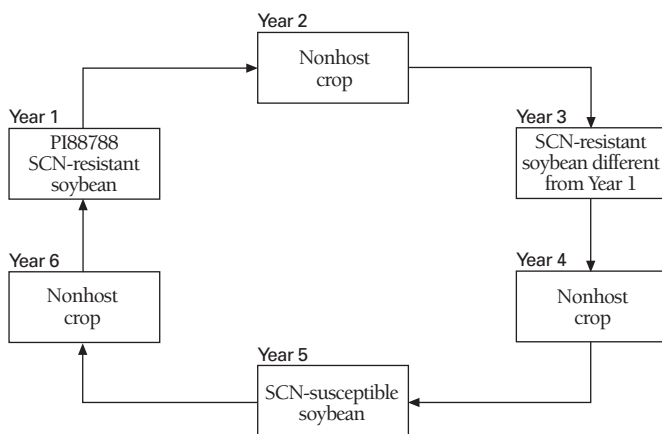 Year 2
Nonhost
crop
Year 1
PI88788
SCN-resistant
soybean
Year 3
SCN-resistant
soybean different
from Year 1
Year 6
Nonhost
crop
Year 4
Nonhost
crop
Year 5
SCN-susceptible
soybean